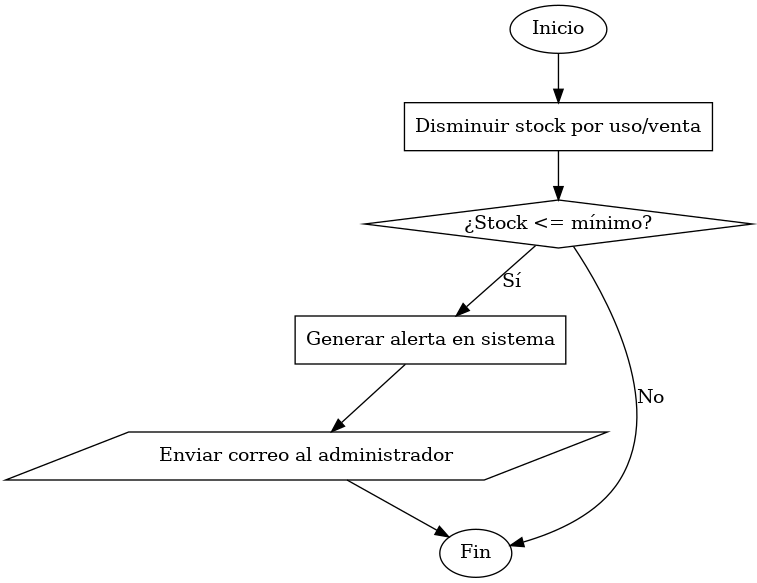 Inicio
Disminuir stock por uso/venta
¿Stock <= mínimo?
Sí
Generar alerta en sistema
No
Enviar correo al administrador
Fin